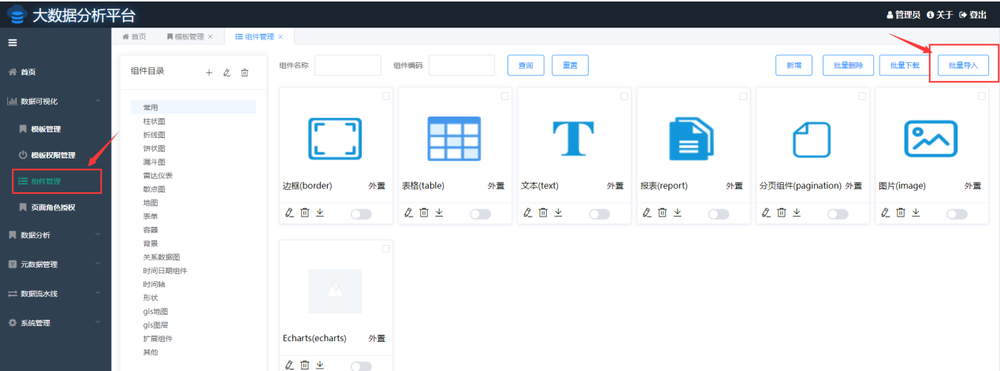 大数据分析平台
管理员 关于 登出
首页 模板管理 × 组件管理 ×
首页
数据可视化
模板管理
模板权限管理
组件管理
页面角色授权
数据分析
元数据管理
数据流水线
系统管理
组件目录
常用
柱状图
折线图
饼状图
漏斗图
雷达仪表
散点图
地图
表单
容器
背景
关系数据图
时间日期组件
时间轴
形状
gis地图
gis图层
扩展组件
其他
组件名称 组件编码 查询 重置 新增 批量删除 批量下载 批量导入
边框(border) 外置 表格(table) 外置 文本(text) 外置 报表(report) 外置 分页组件(pagination) 外置 图片(image) 外置
Echarts(echarts) 外置